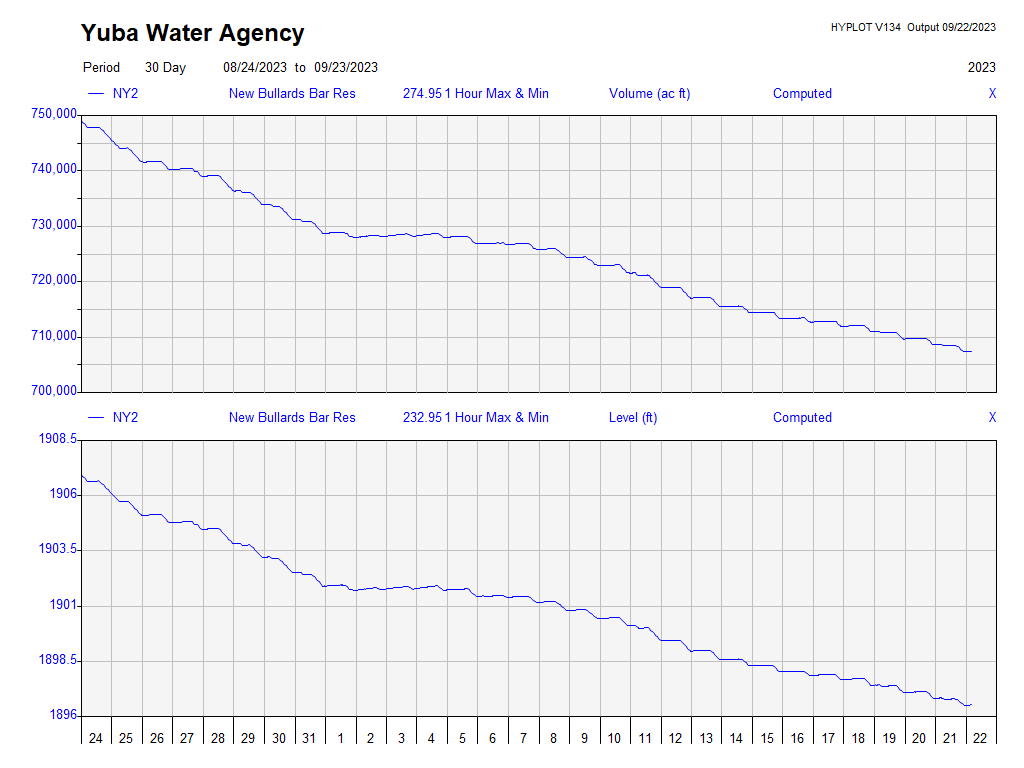 Yuba Water Agency
HYPLOT V134 Output 09/22/2023
Period 30 Day 08/24/2023 to 09/23/2023 2023
NY2 New Bullards Bar Res 274.95 1 Hour Max & Min Volume (ac ft) Computed X
750,000
740,000
730,000
720,000
710,000
700,000
NY2 New Bullards Bar Res 232.95 1 Hour Max & Min Level (ft) Computed X
1908.5
1906
1903.5
1901
1898.5
1896
24 25 26 27 28 29 30 31 1 2 3 4 5 6 7 8 9 10 11 12 13 14 15 16 17 18 19 20 21 22